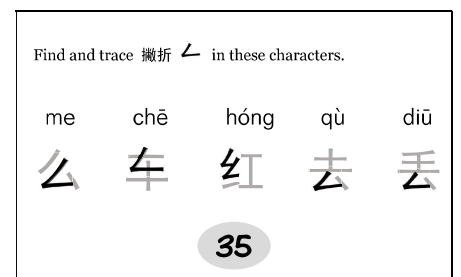 Find and trace 撇折 ㄥ in these characters.
me chē hóng qù diū
么 车 红 去 丢
35